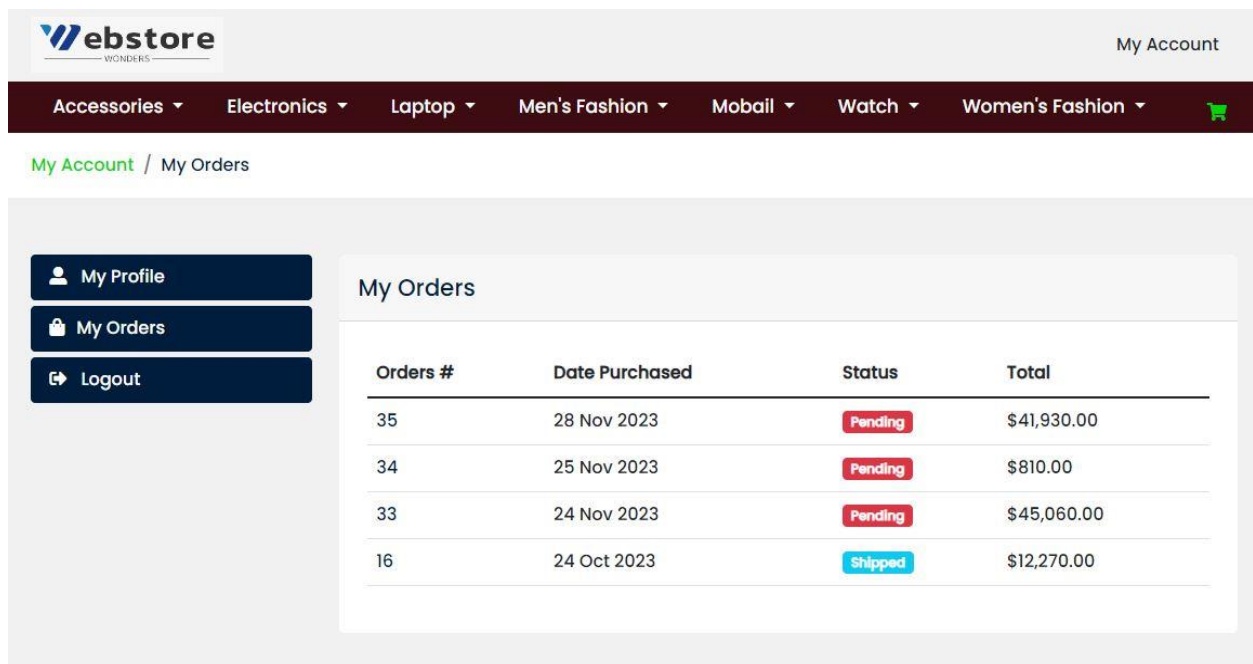 Webstore
WONDERS
My Account
Accessories Electronics Laptop Men's Fashion Mobail Watch Women's Fashion
My Account / My Orders
My Profile
My Orders
Logout
My Orders
Orders # Date Purchased Status Total
35 28 Nov 2023 Pending $41,930.00
34 25 Nov 2023 Pending $810.00
33 24 Nov 2023 Pending $45,060.00
16 24 Oct 2023 Shipped $12,270.00